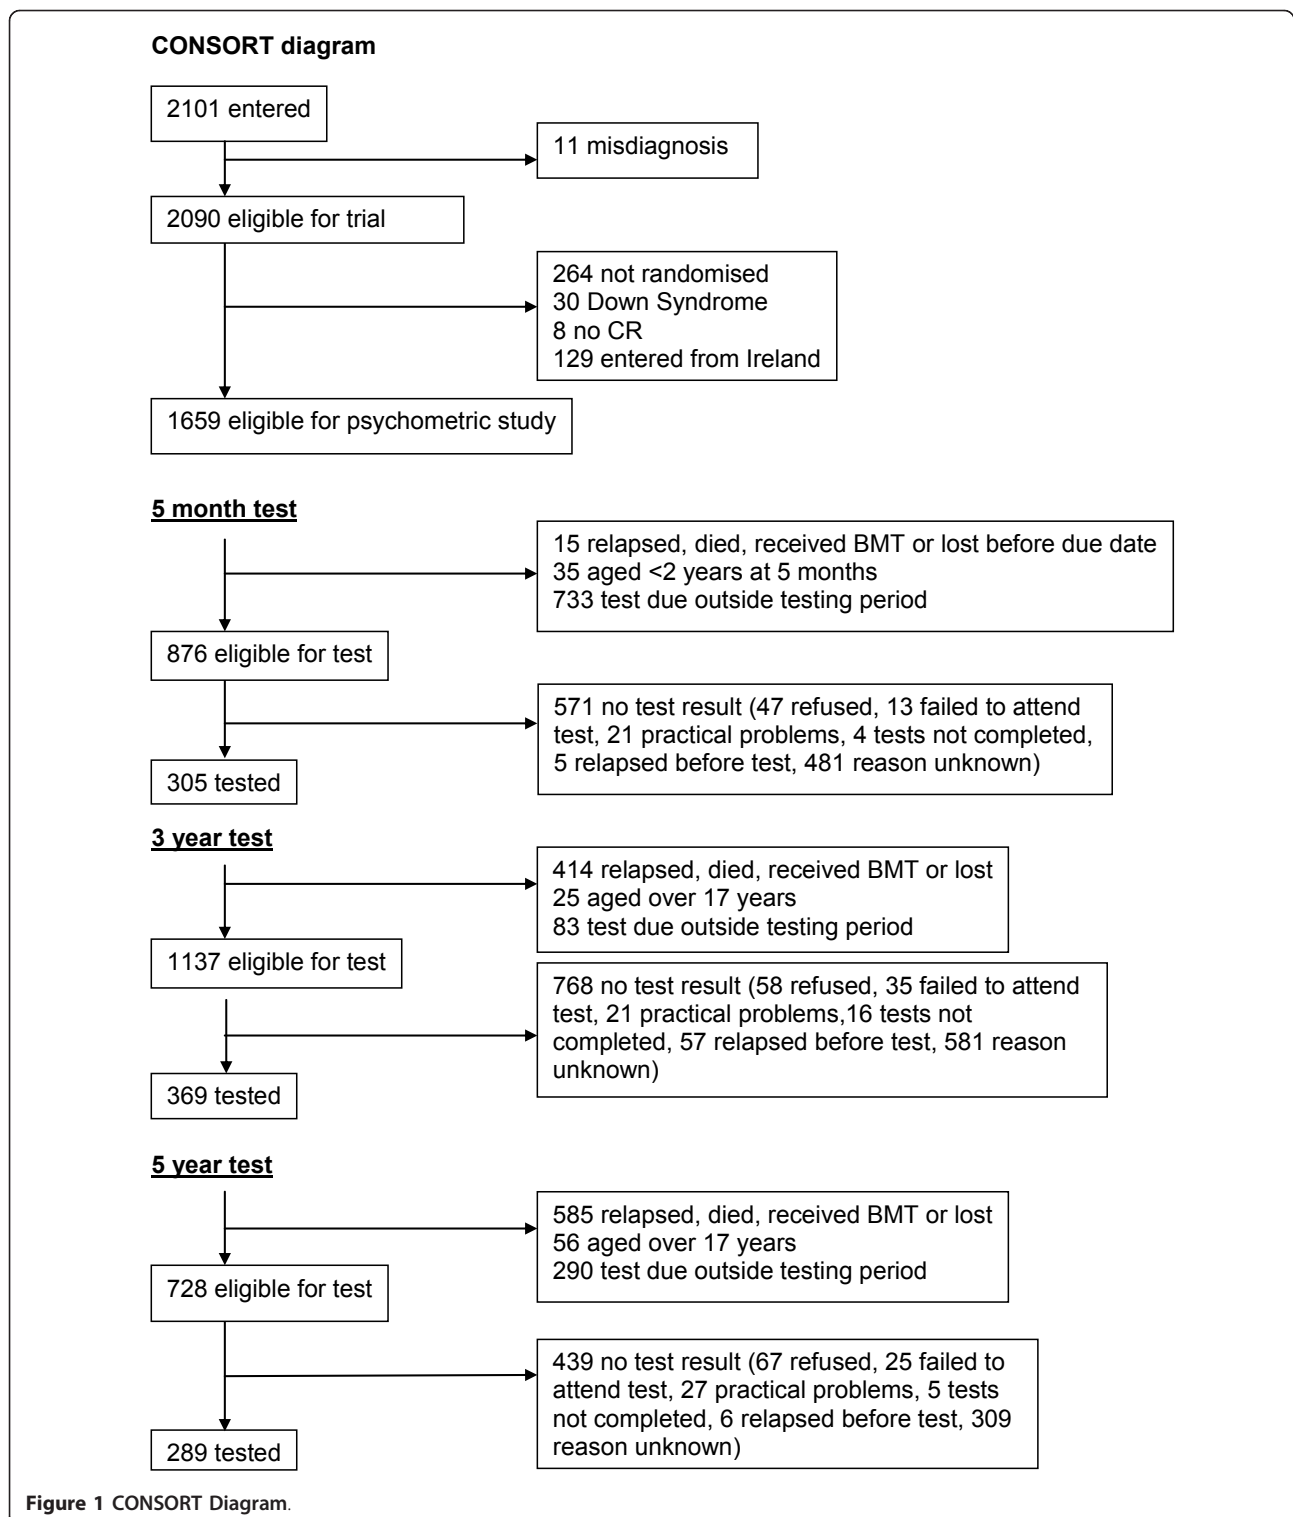 CONSORT diagram
2101 entered
11 misdiagnosis
2090 eligible for trial
264 not randomised
30 Down Syndrome
8 no CR
129 entered from Ireland
1659 eligible for psychometric study
5 month test
15 relapsed, died, received BMT or lost before due date
35 aged <2 years at 5 months
733 test due outside testing period
876 eligible for test
571 no test result (47 refused, 13 failed to attend
test, 21 practical problems, 4 tests not completed,
5 relapsed before test, 481 reason unknown)
305 tested
3 year test
414 relapsed, died, received BMT or lost
25 aged over 17 years
83 test due outside testing period
1137 eligible for test
768 no test result (58 refused, 35 failed to attend
test, 21 practical problems,16 tests not
completed, 57 relapsed before test, 581 reason
unknown)
369 tested
5 year test
585 relapsed, died, received BMT or lost
56 aged over 17 years
290 test due outside testing period
728 eligible for test
439 no test result (67 refused, 25 failed to
attend test, 27 practical problems, 5 tests
not completed, 6 relapsed before test, 309
reason unknown)
289 tested
Figure 1 CONSORT Diagram.